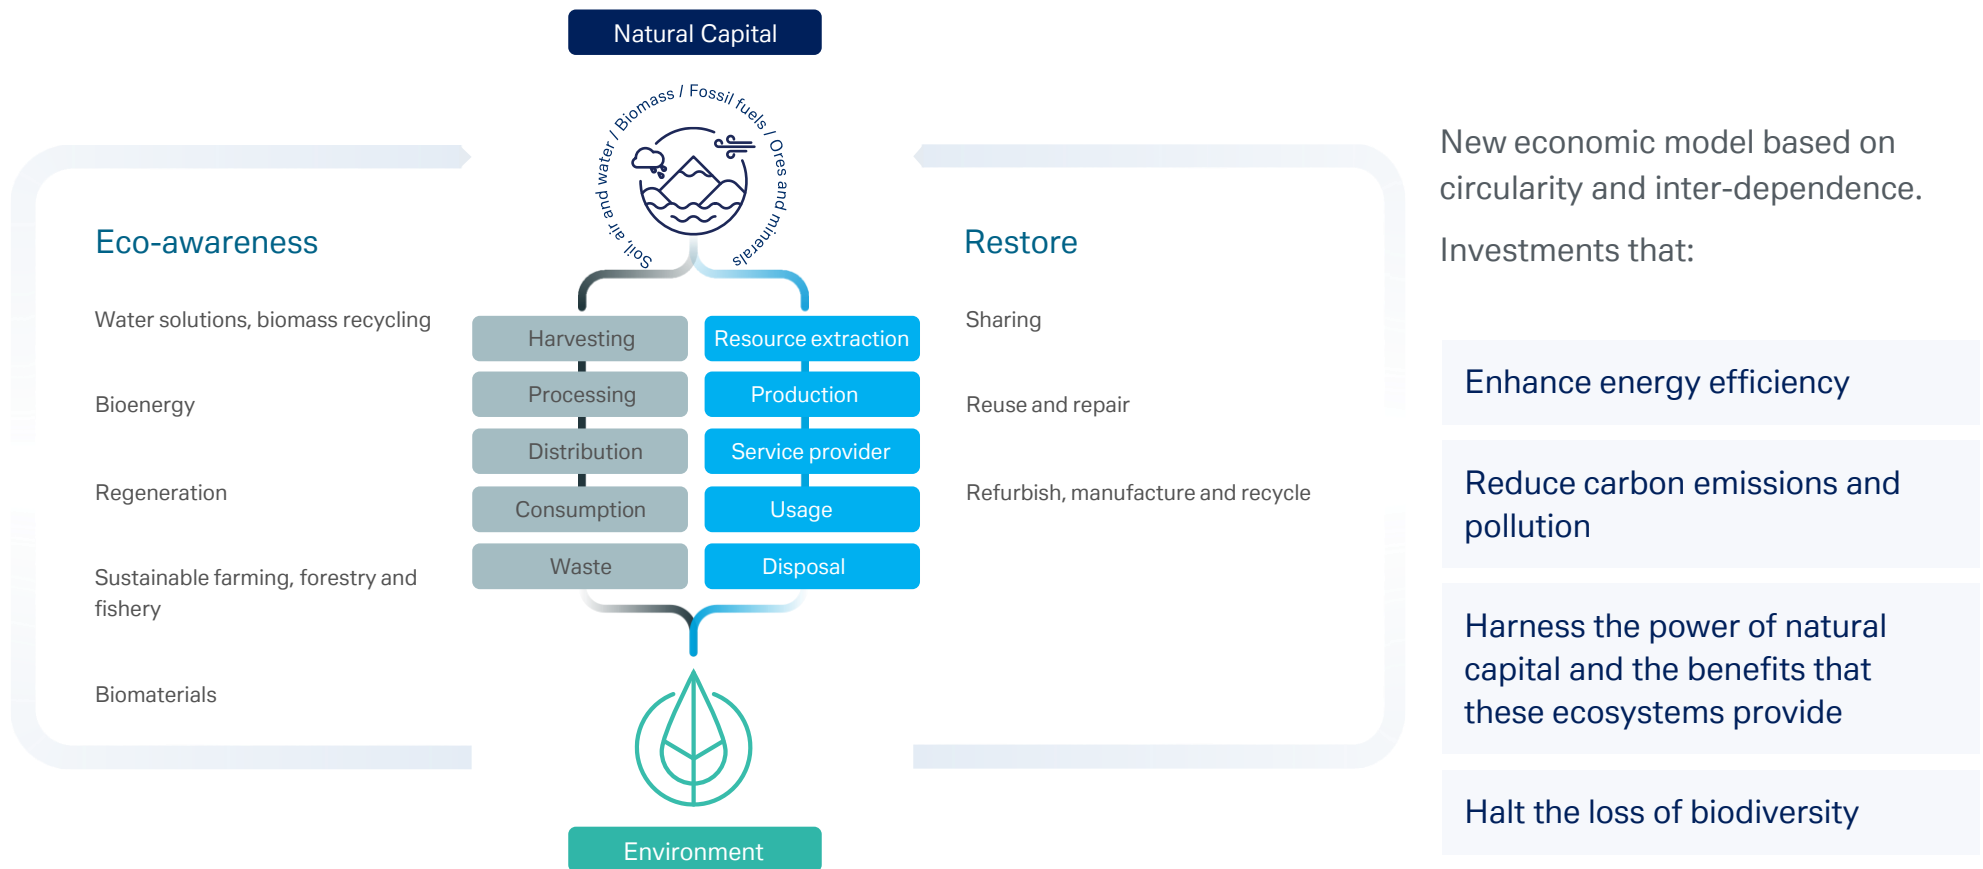 Natural Capital
Soil, air and water / Biomass / Fossil fuels / Ores and minerals
Eco-awareness
Water solutions, biomass recycling
Bioenergy
Regeneration
Sustainable farming, forestry and
fishery
Biomaterials
Harvesting
Processing
Distribution
Consumption
Waste
Resource extraction
Production
Service provider
Usage
Disposal
Restore
Sharing
Reuse and repair
Refurbish, manufacture and recycle
Environment
New economic model based on
circularity and inter-dependence.
Investments that:
Enhance energy efficiency
Reduce carbon emissions and
pollution
Harness the power of natural
capital and the benefits that
these ecosystems provide
Halt the loss of biodiversity